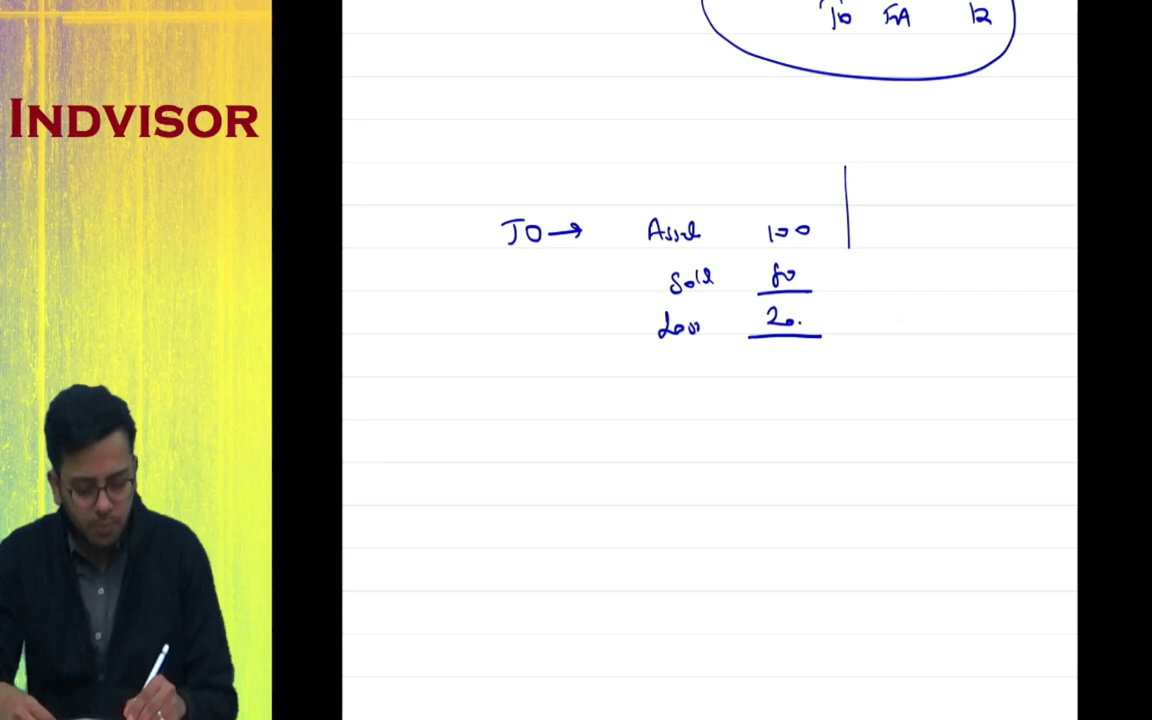 INDVISOR
JO FA 12
JO → Asset 100
Sold 80
Loss 20.